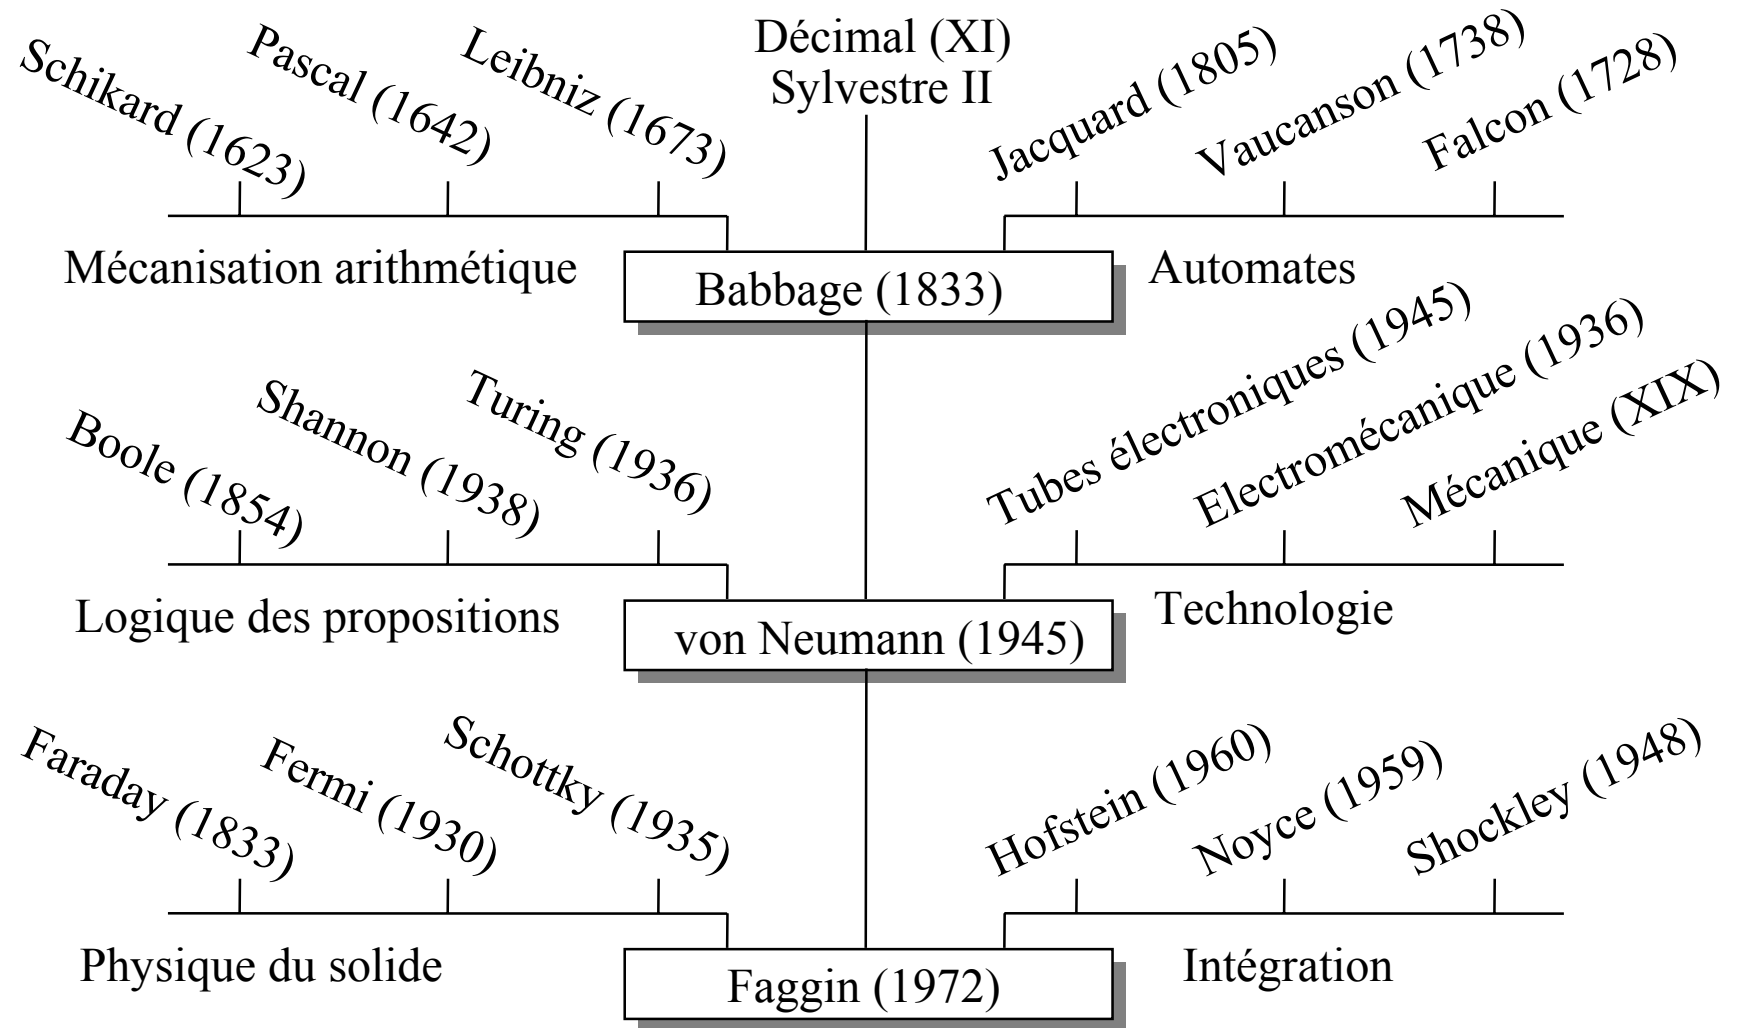 Schikard (1623)
Pascal (1642)
Leibniz (1673)
Décimal (XI)
Sylvestre II
Jacquard (1805)
Vaucanson (1738)
Falcon (1728)
Mécanisation arithmétique
Babbage (1833)
Automates
Boole (1854)
Shannon (1938)
Turing (1936)
Tubes électroniques (1945)
Electromécanique (1936)
Mécanique (XIX)
Logique des propositions
von Neumann (1945)
Technologie
Faraday (1833)
Fermi (1930)
Schottky (1935)
Hofstein (1960)
Noyce (1959)
Shockley (1948)
Physique du solide
Faggin (1972)
Intégration